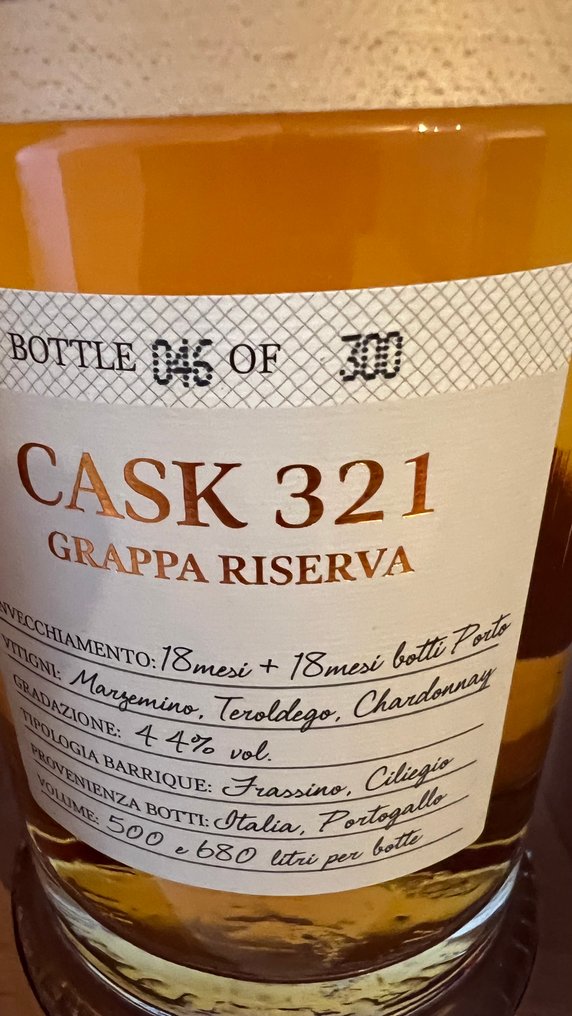 BOTTLE 046 OF 300
CASK 321
GRAPPA RISERVA
NVECCHIAMENTO: 18mesi + 18mesi botti Porto
VITIGNI: Marzemino, Teroldego, Chardonnay
GRADAZIONE: 44% vol.
TIPOLOGIA BARRIQUE: Frassino, Ciliegio
PROVENIENZA BOTTI: Italia, Portogallo
VOLUME: 500 e 680 litri per botte